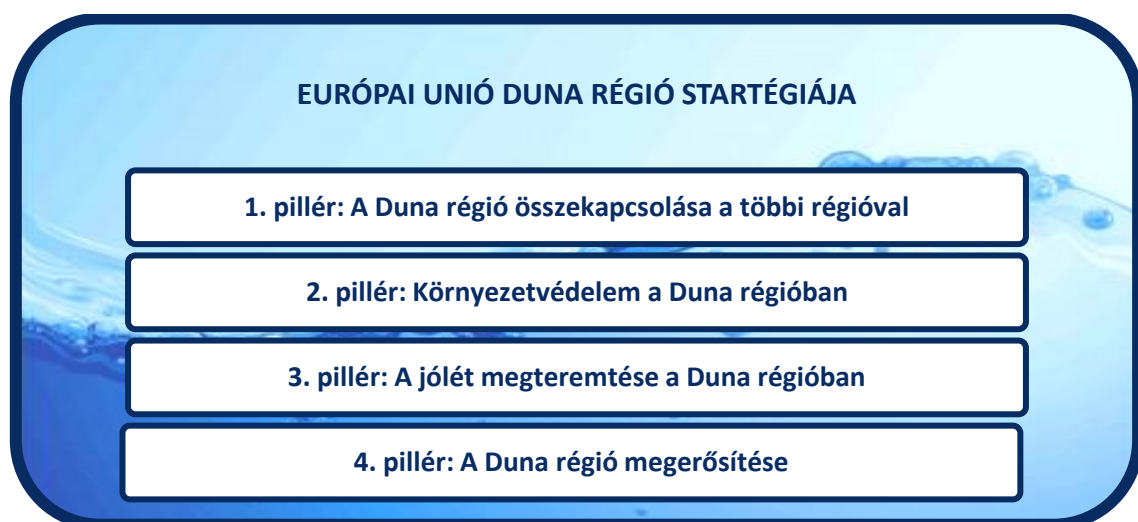 EURÓPAI UNIÓ DUNA RÉGIÓ STARTÉGIÁJA
1. pillér: A Duna régió összekapcsolása a többi régióval
2. pillér: Környezetvédelem a Duna régióban
3. pillér: A jólét megteremtése a Duna régióban
4. pillér: A Duna régió megerősítése